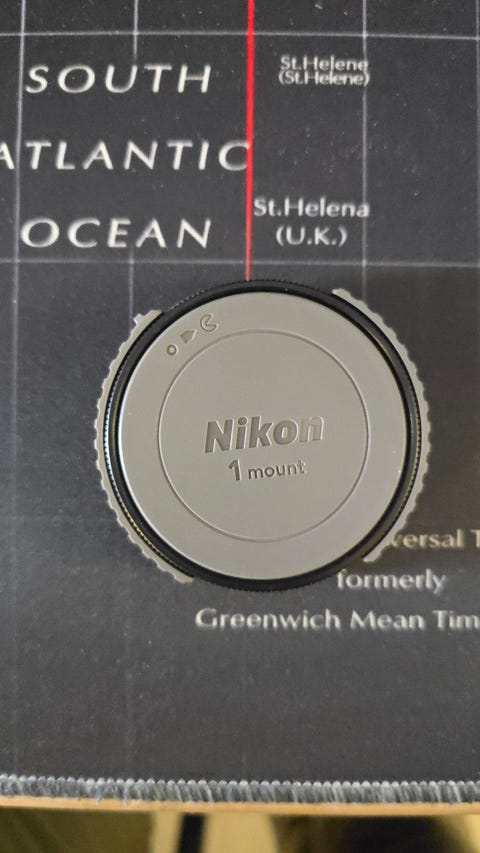 SOUTH
St.Helene
(St.Helene)
ATLANTIC
St.Helena
(U.K.)
OCEAN
Nikon
1 mount
formerly
Greenwich Mean Tim